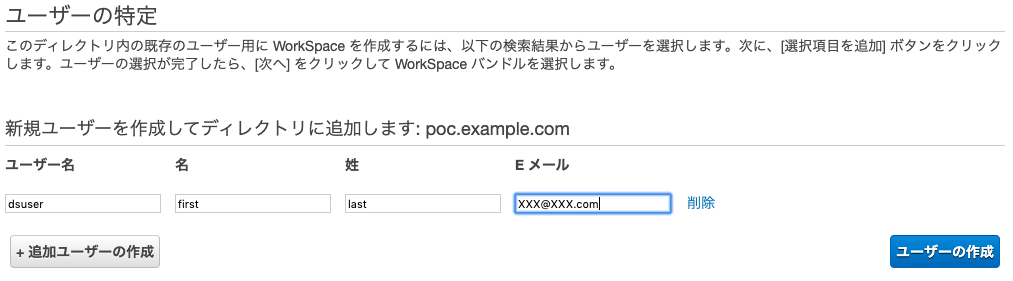 ユーザーの特定
このディレクトリ内の既存のユーザー用に WorkSpace を作成するには、以下の検索結果からユーザーを選択します。次に、[選択項目を追加] ボタンをクリック
します。ユーザーの選択が完了したら、[次へ] をクリックして WorkSpace バンドルを選択します。
新規ユーザーを作成してディレクトリに追加します: poc.example.com
ユーザー名 名 姓 E メール
dsuser first last XXX@XXX.com 削除
+ 追加ユーザーの作成 ユーザーの作成